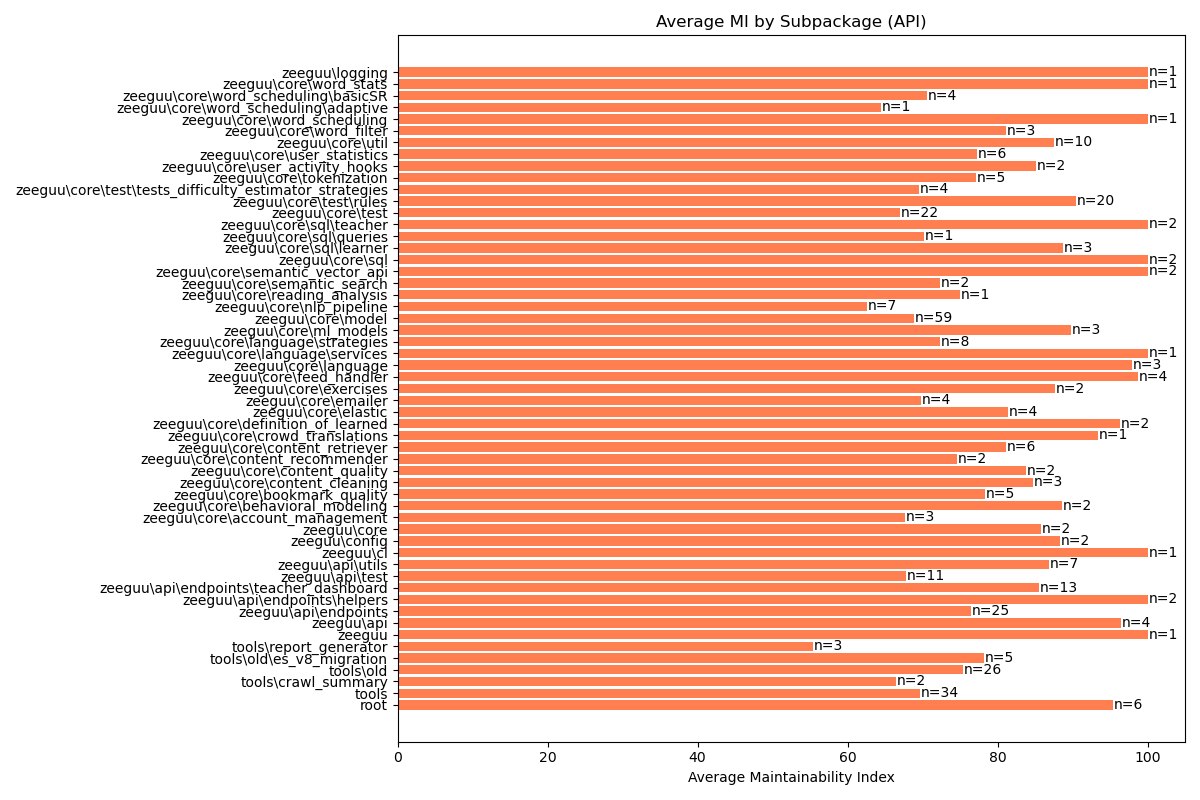 Average MI by Subpackage (API)
zeeguu\logging n=1
zeeguu\core\word_stats n=1
zeeguu\core\word_scheduling\basicSR n=4
zeeguu\core\word_scheduling\adaptive n=1
zeeguu\core\word_scheduling n=1
zeeguu\core\word_filter n=3
zeeguu\core\util n=10
zeeguu\core\user_statistics n=6
zeeguu\core\user_activity_hooks n=2
zeeguu\core\tokenization n=5
zeeguu\core\test\tests_difficulty_estimator_strategies n=4
zeeguu\core\test\rules n=20
zeeguu\core\test n=22
zeeguu\core\sql\teacher n=2
zeeguu\core\sql\queries n=1
zeeguu\core\sql\learner n=3
zeeguu\core\sql n=2
zeeguu\core\semantic_vector_api n=2
zeeguu\core\semantic_search n=2
zeeguu\core\reading_analysis n=1
zeeguu\core\nlp_pipeline n=7
zeeguu\core\model n=59
zeeguu\core\ml_models n=3
zeeguu\core\language\strategies n=8
zeeguu\core\language\services n=1
zeeguu\core\language n=3
zeeguu\core\feed_handler n=4
zeeguu\core\exercises n=2
zeeguu\core\emailer n=4
zeeguu\core\elastic n=4
zeeguu\core\definition_of_learned n=2
zeeguu\core\crowd_translations n=1
zeeguu\core\content_retriever n=6
zeeguu\core\content_recommender n=2
zeeguu\core\content_quality n=2
zeeguu\core\content_cleaning n=3
zeeguu\core\bookmark_quality n=5
zeeguu\core\behavioral_modeling n=2
zeeguu\core\account_management n=3
zeeguu\core n=2
zeeguu\config n=2
zeeguu\cl n=1
zeeguu\api\utils n=7
zeeguu\api\test n=11
zeeguu\api\endpoints\teacher_dashboard n=13
zeeguu\api\endpoints\helpers n=2
zeeguu\api\endpoints n=25
zeeguu\api n=4
zeeguu n=1
tools\report_generator n=3
tools\old\es_v8_migration n=5
tools\old n=26
tools\crawl_summary n=2
tools n=34
root n=6
0 20 40 60 80 100
Average Maintainability Index